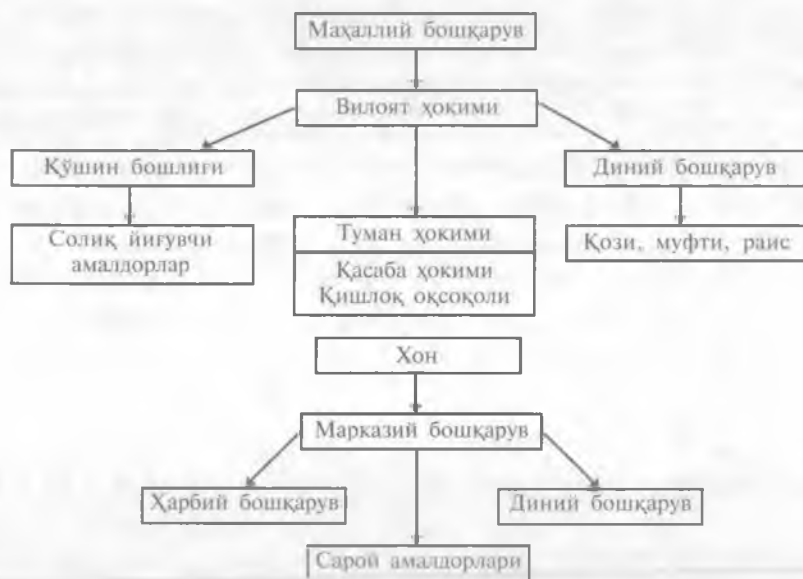 Маҳаллий бошқарув
Вилоят ҳокими
Қўшин бошлиғи
Диний бошқарув
Солиқ йиғувчи
амалдорлар
Туман ҳокими
Қози, муфти, раис
Қасаба ҳокими
Қишлоқ оқсоқоли
Хон
Марказий бошқарув
Ҳарбий бошқарув
Диний бошқарув
Сарой амалдорлари